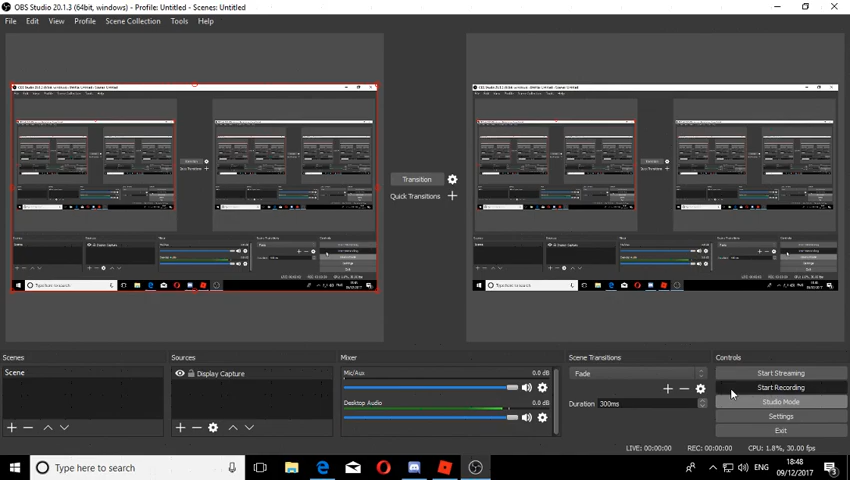 OBS Studio 20.1.3 (64bit, windows) - Profile: Untitled - Scenes: Untitled
File Edit View Profile Scene Collection Tools Help
Transition
Quick Transitions
Scenes
Scene
Sources
Display Capture
Mixer
Mic/Aux 0.0 dB
Desktop Audio 0.0 dB
Scene Transitions
Fade
Duration 300ms
Controls
Start Streaming
Start Recording
Studio Mode
Settings
Exit
LIVE: 00:00:00 REC: 00:00:00 CPU: 1.8%, 30.00 fps
Type here to search
ENG
18:48
09/12/2017